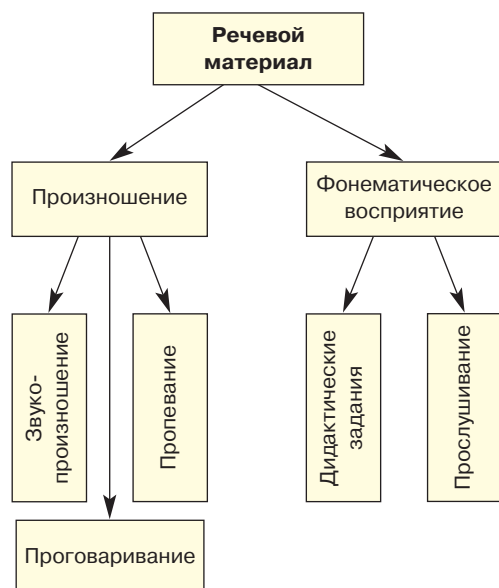 Речевой
материал
Произношение
Фонематическое
восприятие
Звуко-
произношение
Пропевание
Дидактические
задания
Прослушивание
Проговаривание